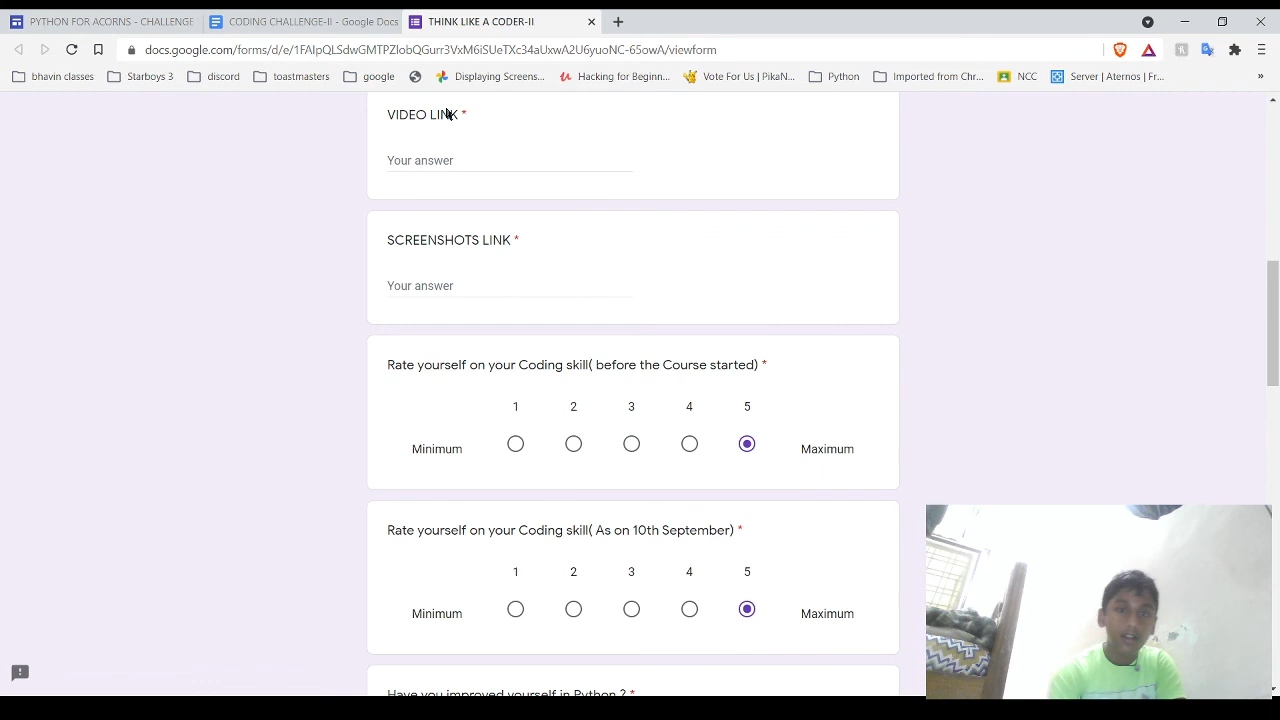 PYTHON FOR ACORNS - CHALLENGE
CODING CHALLENGE-II - Google Docs
THINK LIKE A CODER-II
docs.google.com/forms/d/e/1FAIpQLSdwGMTPZlobQGurr3VxM6iSUeTXc34aUxwA2U6yuoNC-65owA/viewform
bhavin classes
Starboys 3
discord
toastmasters
google
Displaying Screens...
Hacking for Beginn...
Vote For Us | PikaN...
Python
Imported from Chr...
NCC
Server | Aternos | Fr...
»
VIDEO LINK *
Your answer
SCREENSHOTS LINK *
Your answer
Rate yourself on your Coding skill( before the Course started) *
1 2 3 4 5
Minimum Maximum
Rate yourself on your Coding skill( As on 10th September) *
1 2 3 4 5
Minimum Maximum
Have you improved yourself in Python ? *